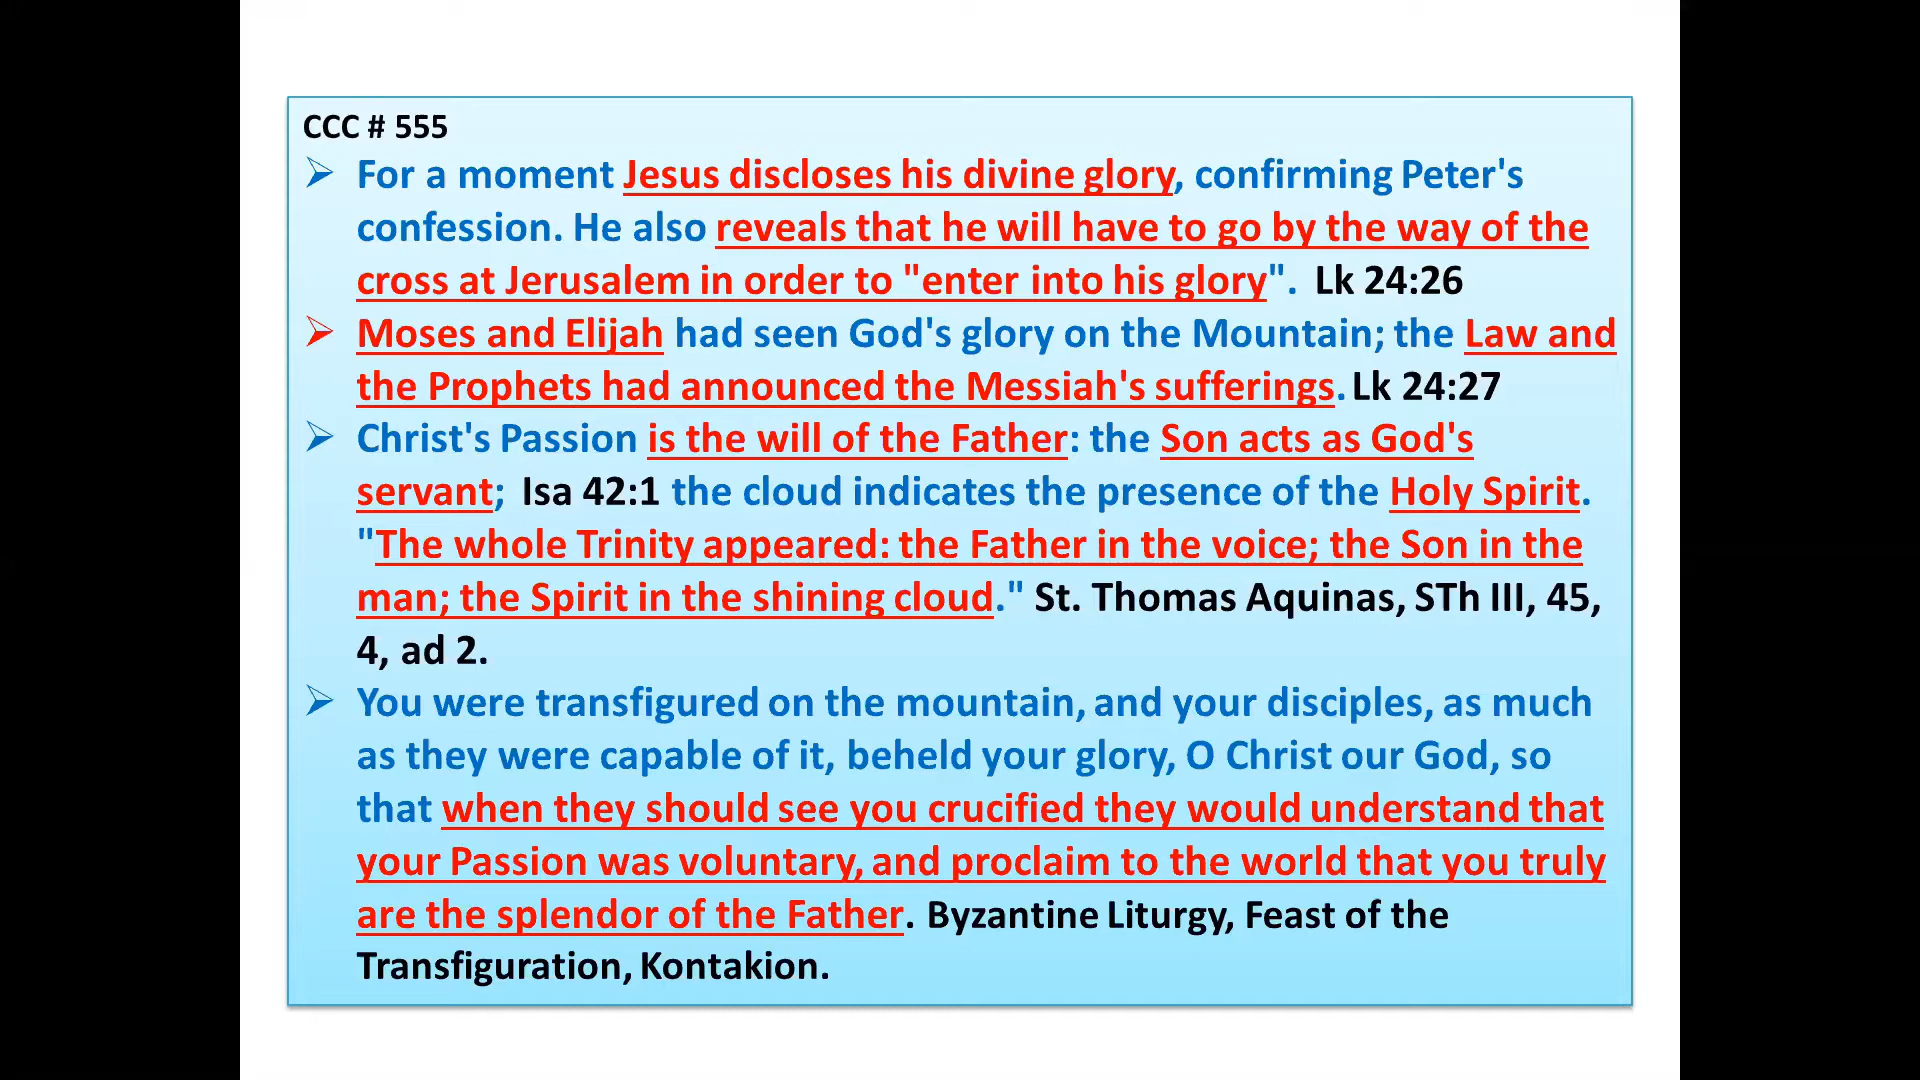 CCC # 555
➢ For a moment Jesus discloses his divine glory, confirming Peter's
confession. He also reveals that he will have to go by the way of the
cross at Jerusalem in order to "enter into his glory".  Lk 24:26
➢ Moses and Elijah had seen God's glory on the Mountain; the Law and
the Prophets had announced the Messiah's sufferings. Lk 24:27
➢ Christ's Passion is the will of the Father: the Son acts as God's
servant;  Isa 42:1 the cloud indicates the presence of the Holy Spirit.
"The whole Trinity appeared: the Father in the voice; the Son in the
man; the Spirit in the shining cloud." St. Thomas Aquinas, STh III, 45,
4, ad 2.
➢ You were transfigured on the mountain, and your disciples, as much
as they were capable of it, beheld your glory, O Christ our God, so
that when they should see you crucified they would understand that
your Passion was voluntary, and proclaim to the world that you truly
are the splendor of the Father. Byzantine Liturgy, Feast of the
Transfiguration, Kontakion.